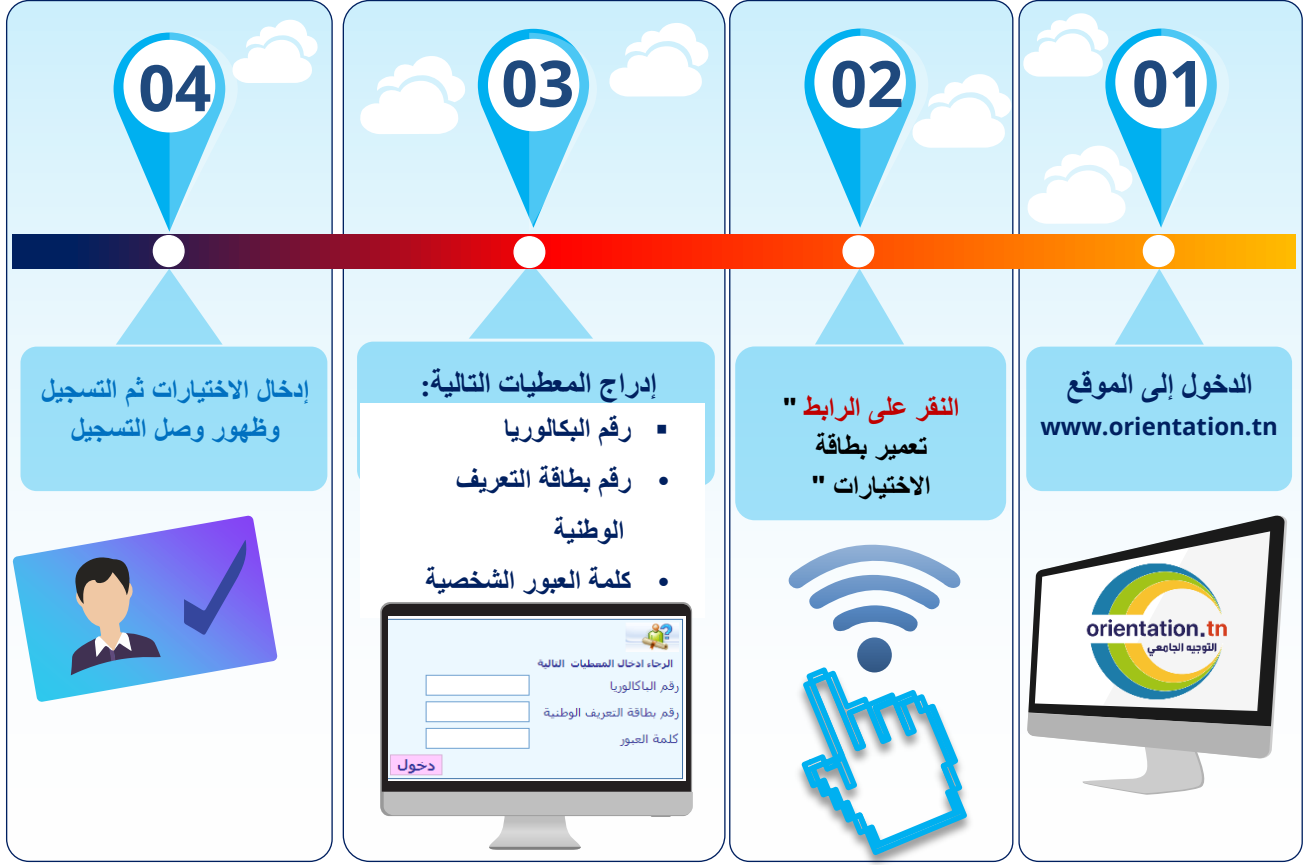 01
الدخول إلى الموقع
www.orientation.tn
orientation.tn
التوجيه الجامعي
02
النقر على الرابط "
تعمير بطاقة
الاختيارات "
03
إدراج المعطيات التالية:
▪ رقم البكالوريا
• رقم بطاقة التعريف
الوطنية
• كلمة العبور الشخصية
الرجاء ادخال المعطيات التالية
رقم الباكالوريا
رقم بطاقة التعريف الوطنية
كلمة العبور
دخول
04
إدخال الاختيارات ثم التسجيل
وظهور وصل التسجيل